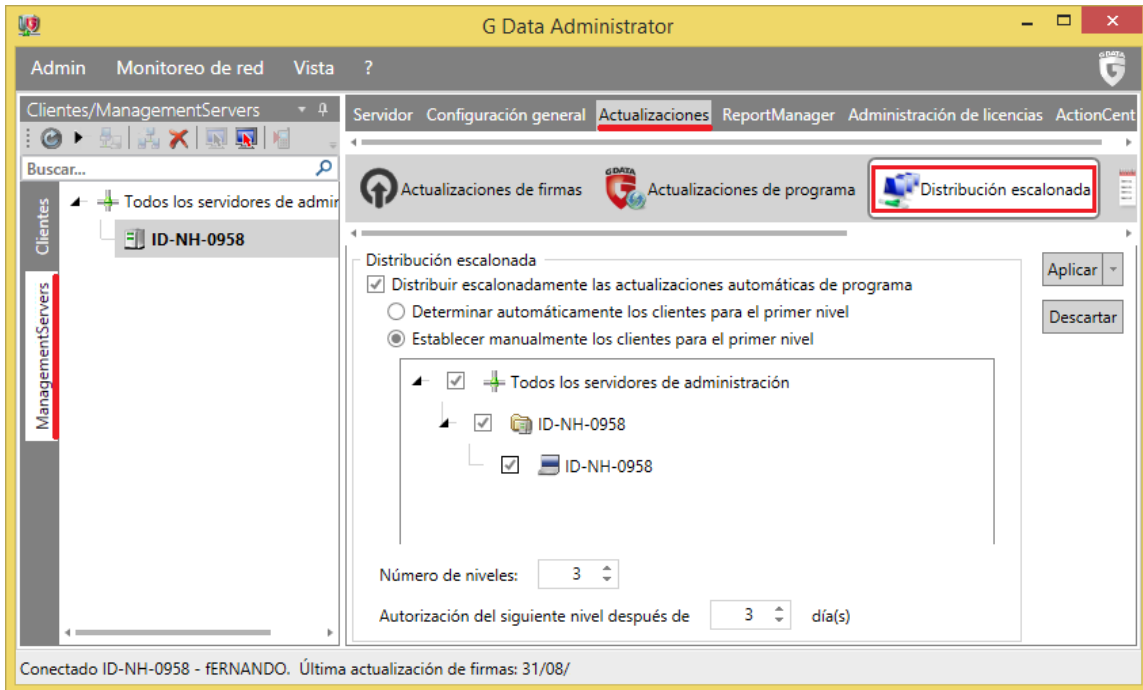 G Data Administrator
Admin Monitoreo de red Vista ?
G DATA
Clientes/ManagementServers
Servidor Configuración general Actualizaciones ReportManager Administración de licencias ActionCent
Buscar...
Clientes
ManagementServers
Todos los servidores de admir
ID-NH-0958
Actualizaciones de firmas
G DATA
Actualizaciones de programa
Distribución escalonada
Distribución escalonada
Distribuir escalonadamente las actualizaciones automáticas de programa
Determinar automáticamente los clientes para el primer nivel
Establecer manualmente los clientes para el primer nivel
Todos los servidores de administración
ID-NH-0958
ID-NH-0958
Número de niveles: 3
Autorización del siguiente nivel después de 3 día(s)
Aplicar
Descartar
Conectado ID-NH-0958 - fERNANDO. Última actualización de firmas: 31/08/